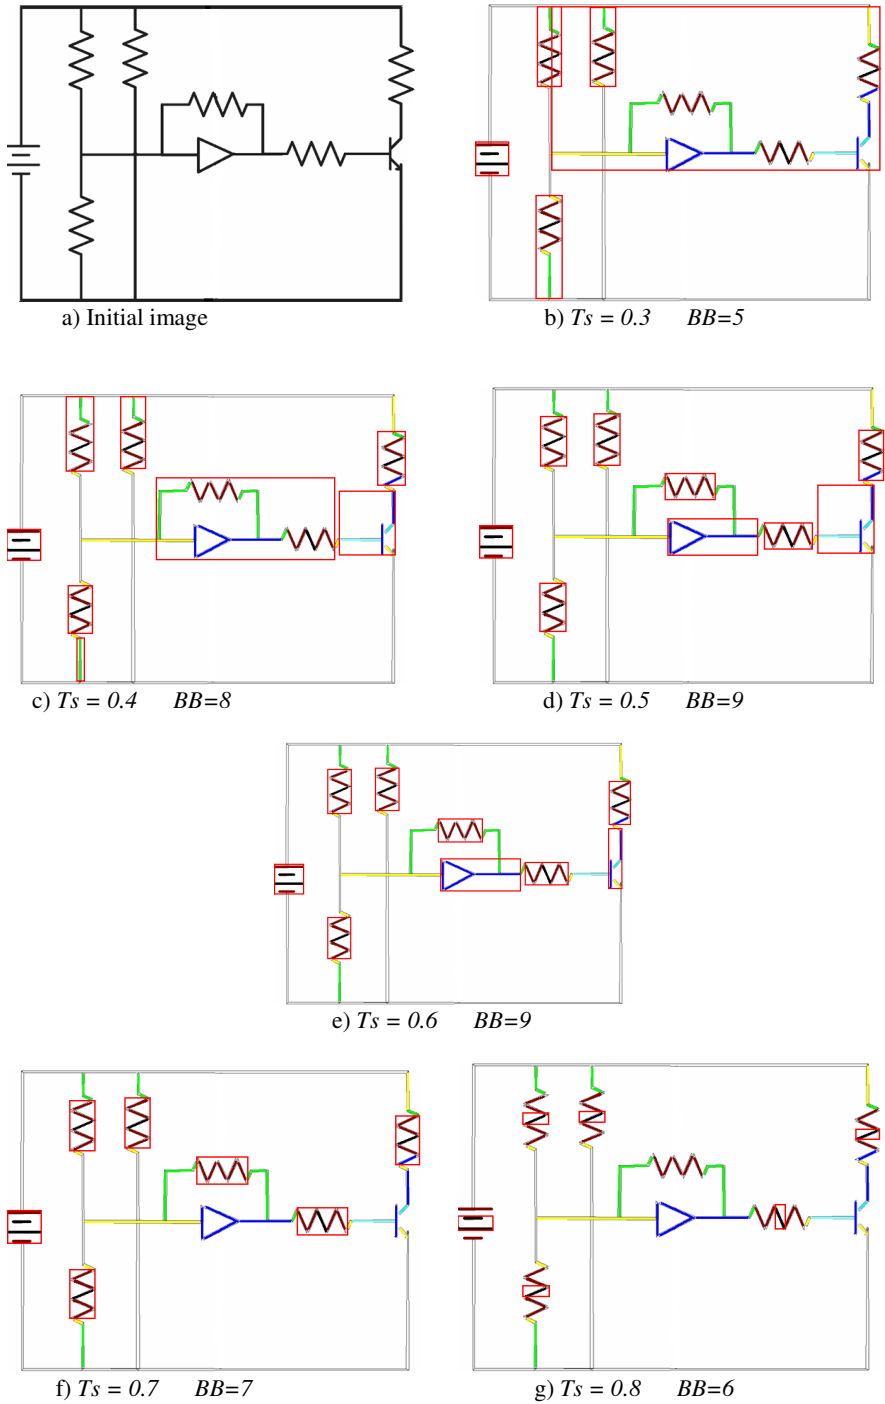 a) Initial image
b) Ts = 0.3 BB=5
c) Ts = 0.4 BB=8
d) Ts = 0.5 BB=9
e) Ts = 0.6 BB=9
f) Ts = 0.7 BB=7
g) Ts = 0.8 BB=6